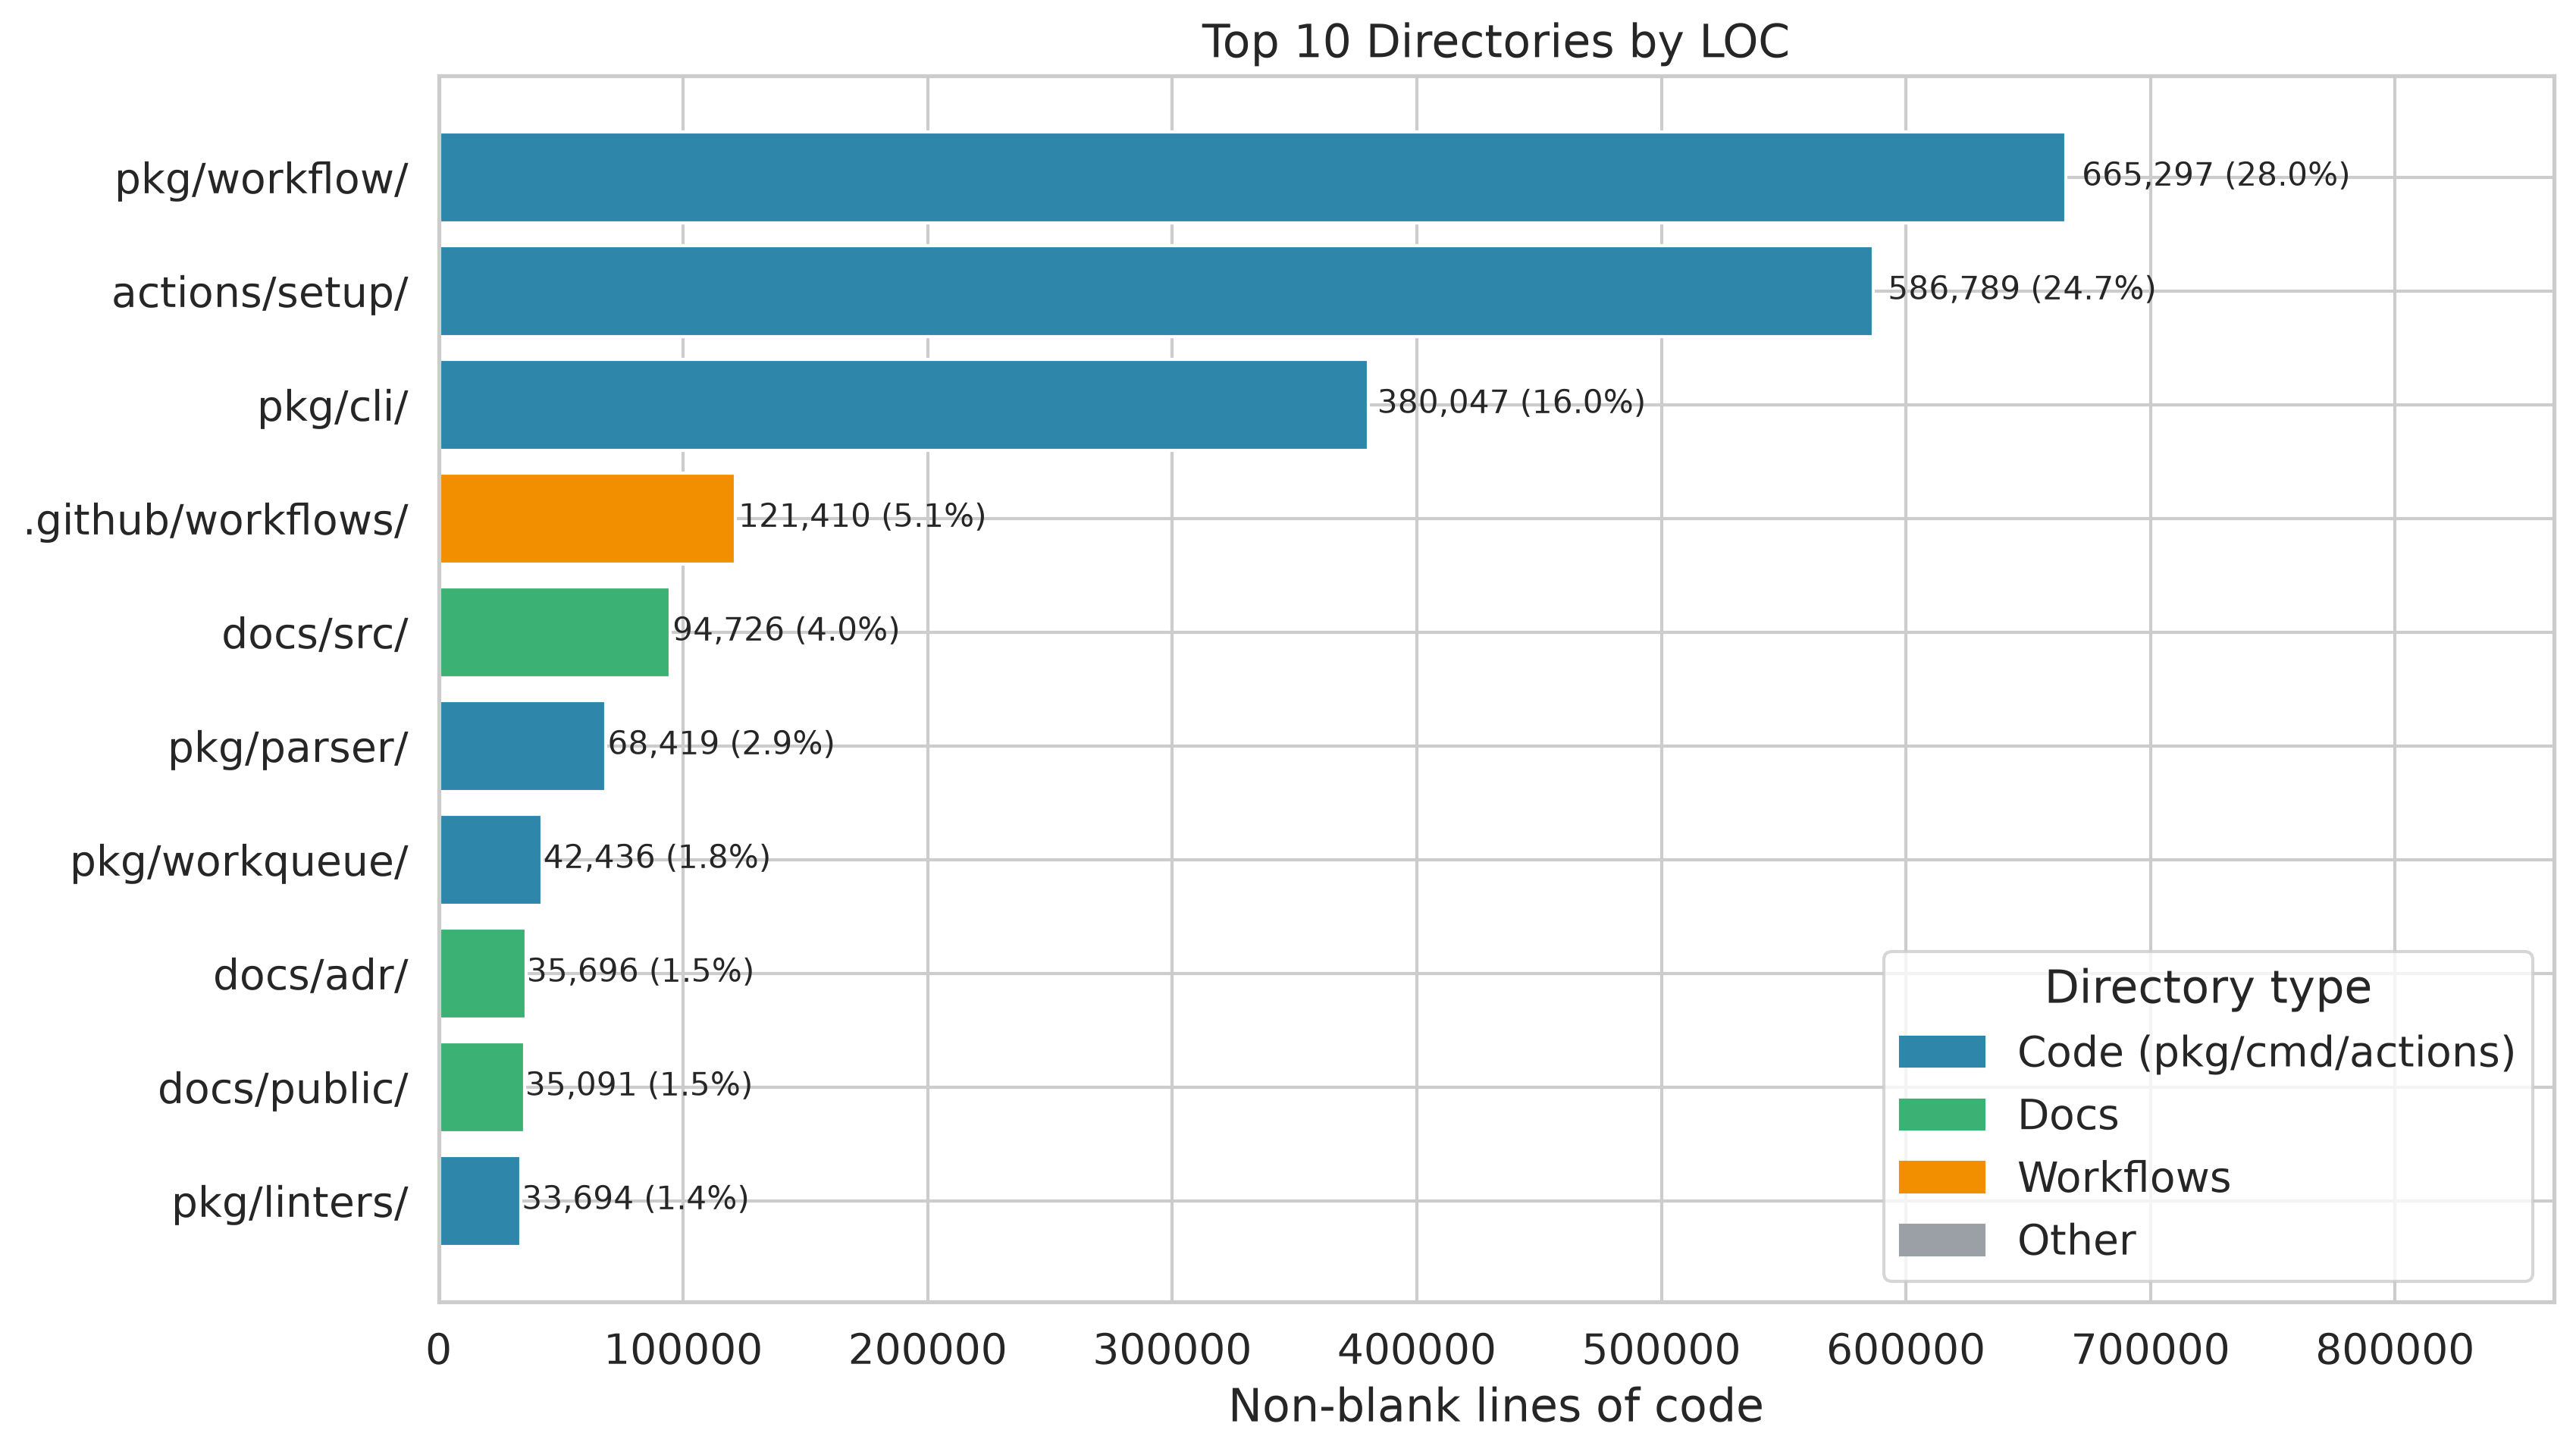 Top 10 Directories by LOC
pkg/workflow/
665,297 (28.0%)
actions/setup/
586,789 (24.7%)
pkg/cli/
380,047 (16.0%)
.github/workflows/
121,410 (5.1%)
docs/src/
94,726 (4.0%)
pkg/parser/
68,419 (2.9%)
pkg/workqueue/
42,436 (1.8%)
docs/adr/
35,696 (1.5%)
docs/public/
35,091 (1.5%)
pkg/linters/
33,694 (1.4%)
Directory type
Code (pkg/cmd/actions)
Docs
Workflows
Other
0 100000 200000 300000 400000 500000 600000 700000 800000
Non-blank lines of code